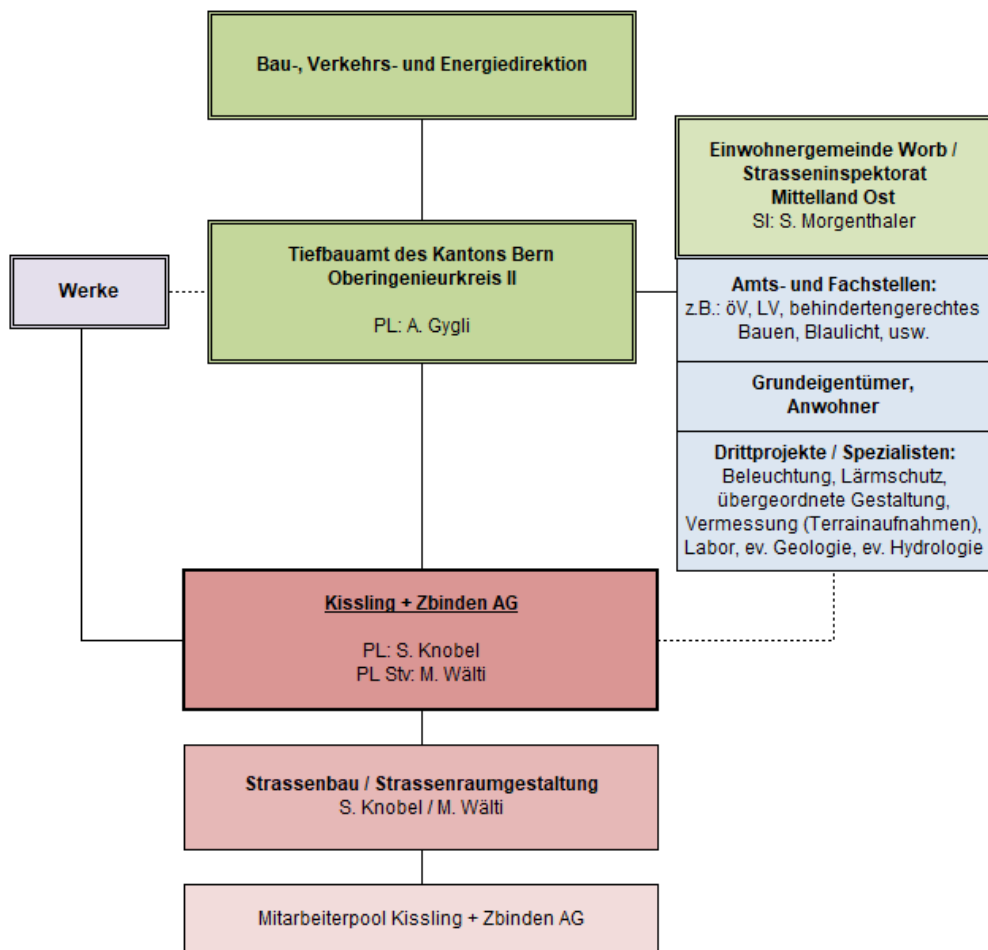 Bau-, Verkehrs- und Energiedirektion
Einwohnergemeinde Worb /
Strasseninspektorat
Mittelland Ost
SI: S. Morgenthaler
Tiefbauamt des Kantons Bern
Oberingenieurkreis II
PL: A. Gygli
Werke
Amts- und Fachstellen:
z.B.: öV, LV, behindertengerechtes
Bauen, Blaulicht, usw.
Grundeigentümer,
Anwohner
Drittprojekte / Spezialisten:
Beleuchtung, Lärmschutz,
übergeordnete Gestaltung,
Vermessung (Terrainaufnahmen),
Labor, ev. Geologie, ev. Hydrologie
Kissling + Zbinden AG
PL: S. Knobel
PL Stv: M. Wälti
Strassenbau / Strassenraumgestaltung
S. Knobel / M. Wälti
Mitarbeiterpool Kissling + Zbinden AG